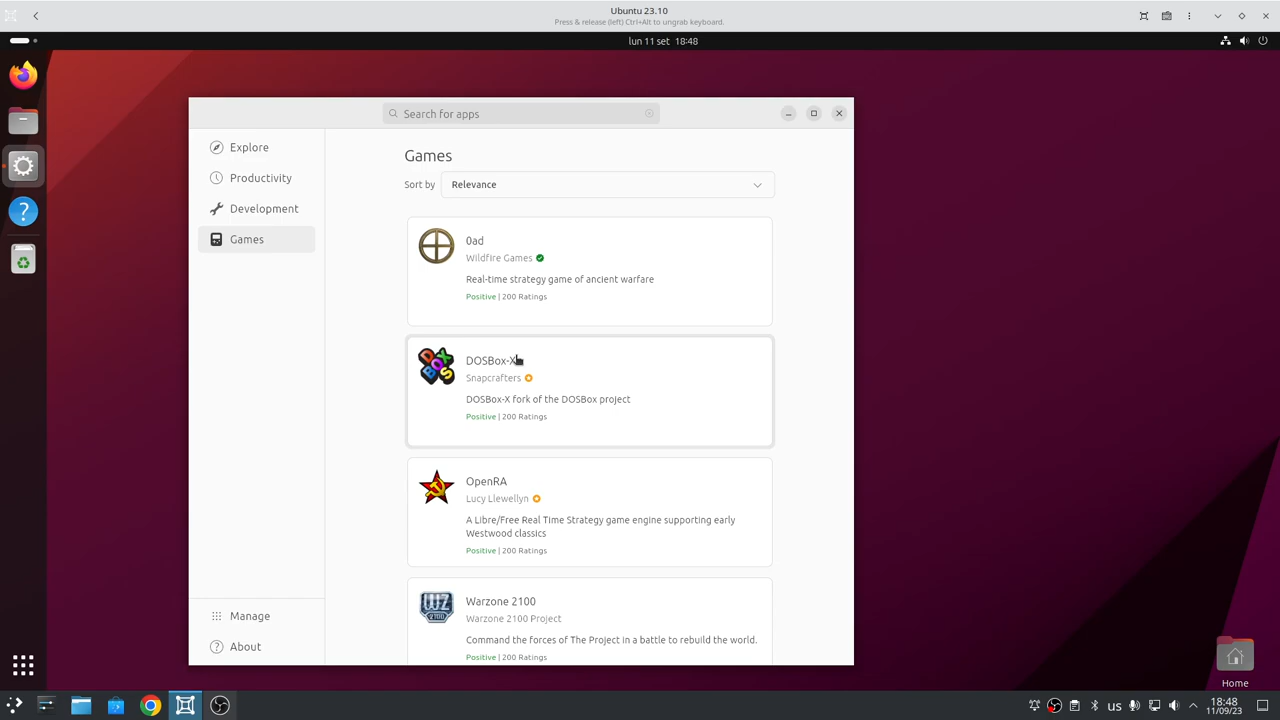 Ubuntu 23.10
Press & release (left) Ctrl+Alt to ungrab keyboard.
lun 11 set 18:48
Search for apps
Explore
Productivity
Development
Games
Manage
About
Games
Sort by Relevance
0ad
Wildfire Games
Real-time strategy game of ancient warfare
Positive | 200 Ratings
DOSBox-X
Snapcrafters
DOSBox-X fork of the DOSBox project
Positive | 200 Ratings
OpenRA
Lucy Llewellyn
A Libre/Free Real Time Strategy game engine supporting early
Westwood classics
Positive | 200 Ratings
WZ
2100
Warzone 2100
Warzone 2100 Project
Command the forces of The Project in a battle to rebuild the world.
Positive | 200 Ratings
Home
us
18:48
11/09/23